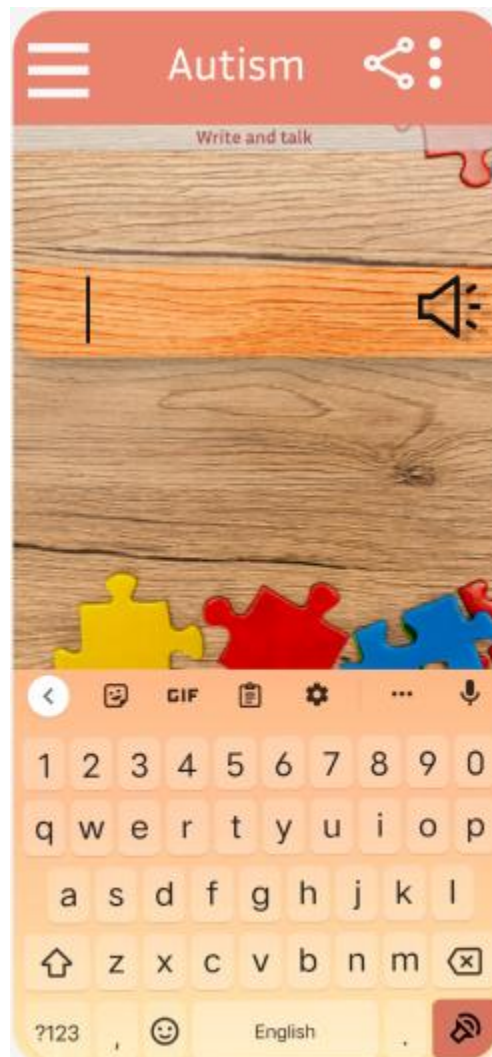 Autism
Write and talk
GIF
1 2 3 4 5 6 7 8 9 0
q w e r t y u i o p
a s d f g h j k l
z x c v b n m
?123 , English .